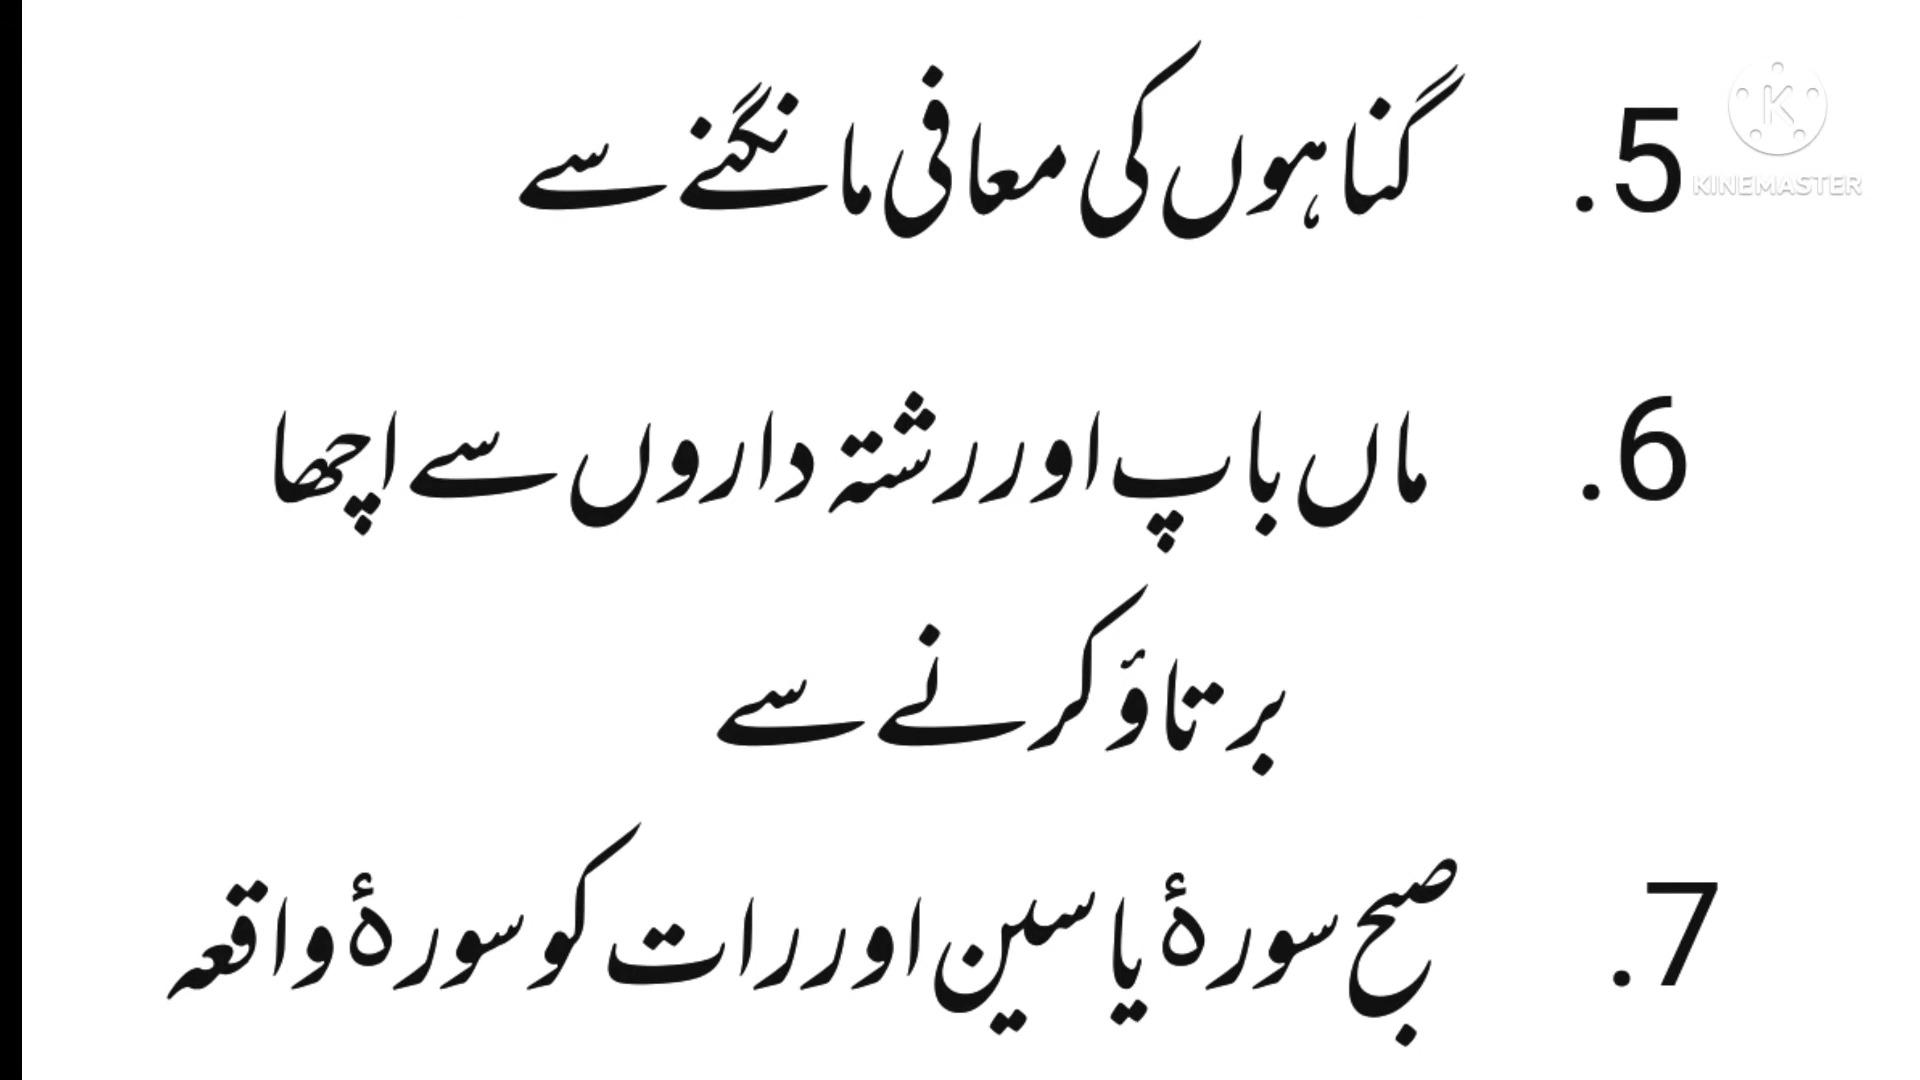 5. گناہوں کی معافی مانگنے سے
KINEMASTER
6. ماں باپ اور رشتہ داروں سے اچھا
برتاؤ کرنے سے
7. صبح سورۂ یاسین اور رات کو سورۂ واقعہ